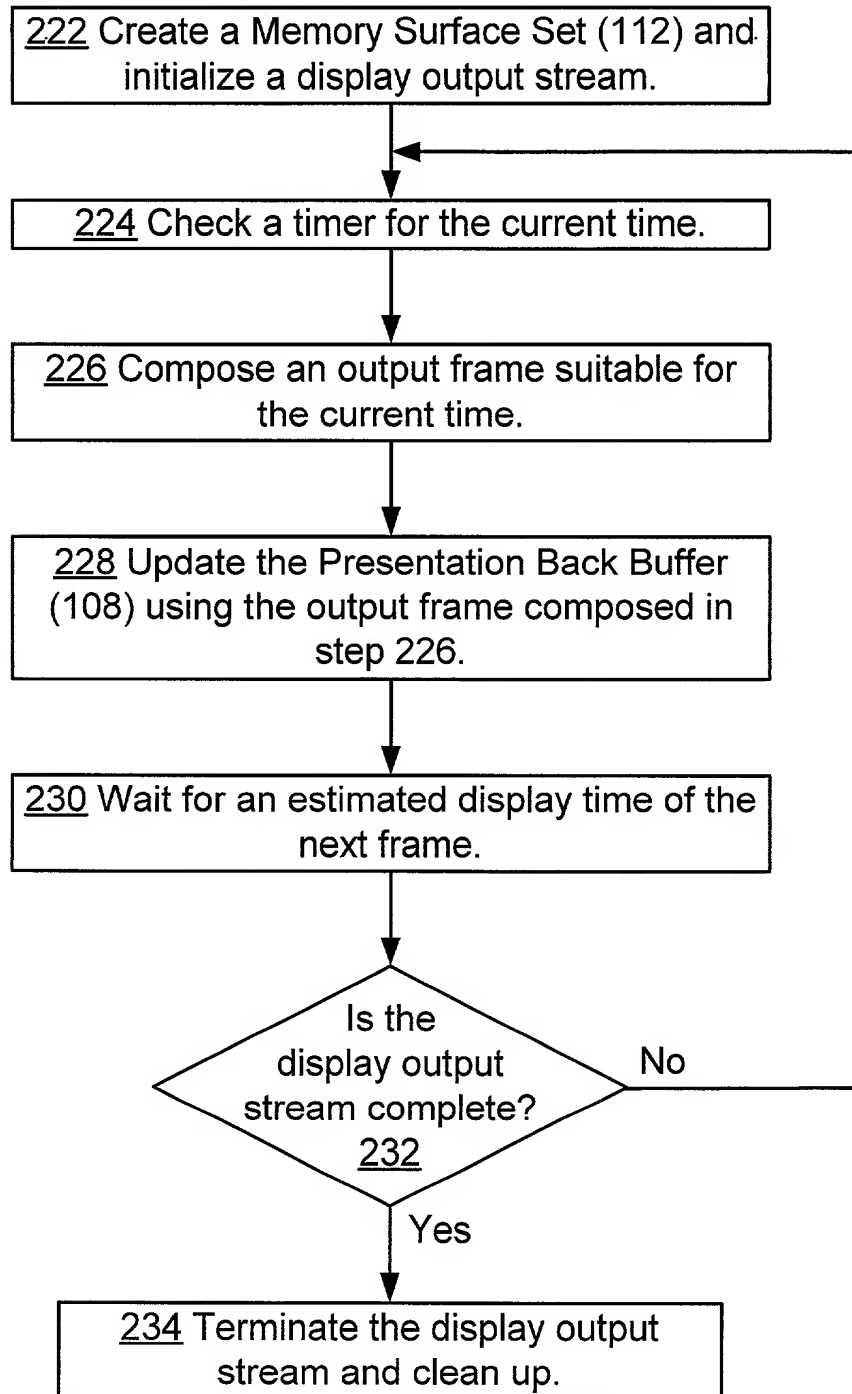 222 Create a Memory Surface Set (112) and
initialize a display output stream.
224 Check a timer for the current time.
226 Compose an output frame suitable for
the current time.
228 Update the Presentation Back Buffer
(108) using the output frame composed in
step 226.
230 Wait for an estimated display time of the
next frame.
Is the
display output
stream complete?
232
No
Yes
234 Terminate the display output
stream and clean up.